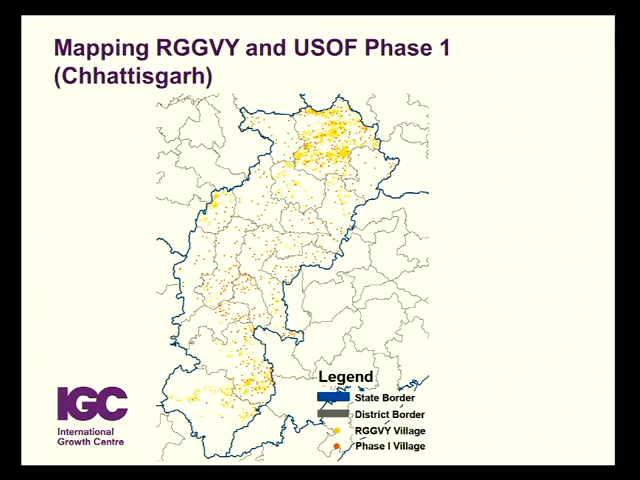 Mapping RGGVY and USOF Phase 1
(Chhattisgarh)
Legend
State Border
District Border
RGGVY Village
Phase I Village
IGC
International
Growth Centre